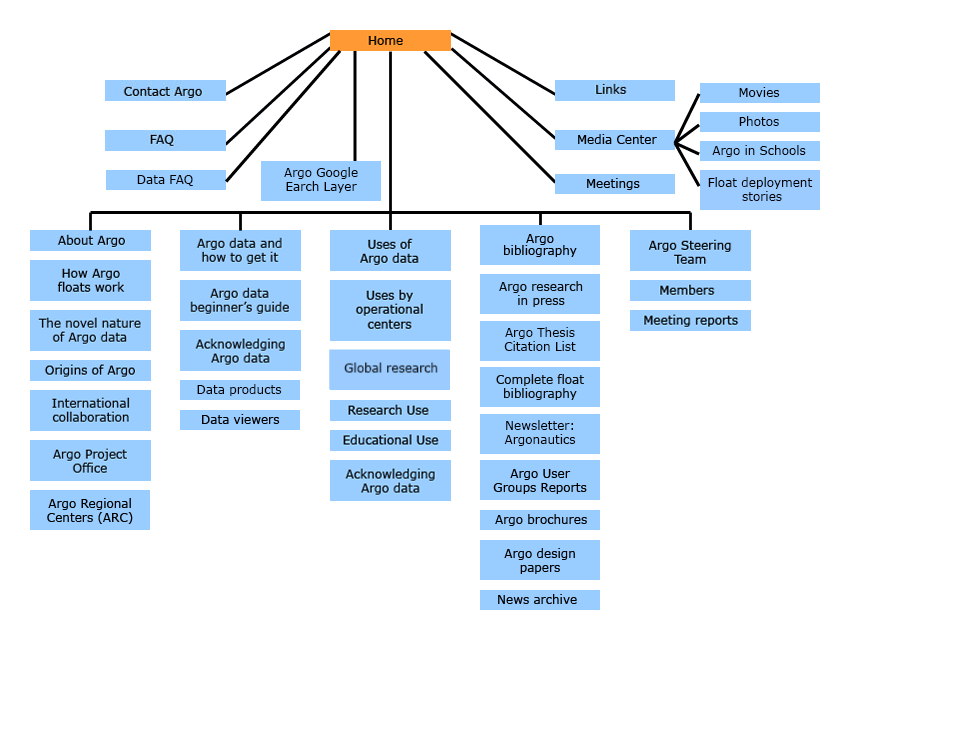 Home
Contact Argo
FAQ
Data FAQ
Argo Google
Earch Layer
Links
Media Center
Meetings
Movies
Photos
Argo in Schools
Float deployment
stories
About Argo
How Argo
floats work
The novel nature
of Argo data
Origins of Argo
International
collaboration
Argo Project
Office
Argo Regional
Centers (ARC)
Argo data and
how to get it
Argo data
beginner's guide
Acknowledging
Argo data
Data products
Data viewers
Uses of
Argo data
Uses by
operational
centers
Global research
Research Use
Educational Use
Acknowledging
Argo data
Argo
bibliography
Argo research
in press
Argo Thesis
Citation List
Complete float
bibliography
Newsletter:
Argonautics
Argo User
Groups Reports
Argo brochures
Argo design
papers
News archive
Argo Steering
Team
Members
Meeting reports